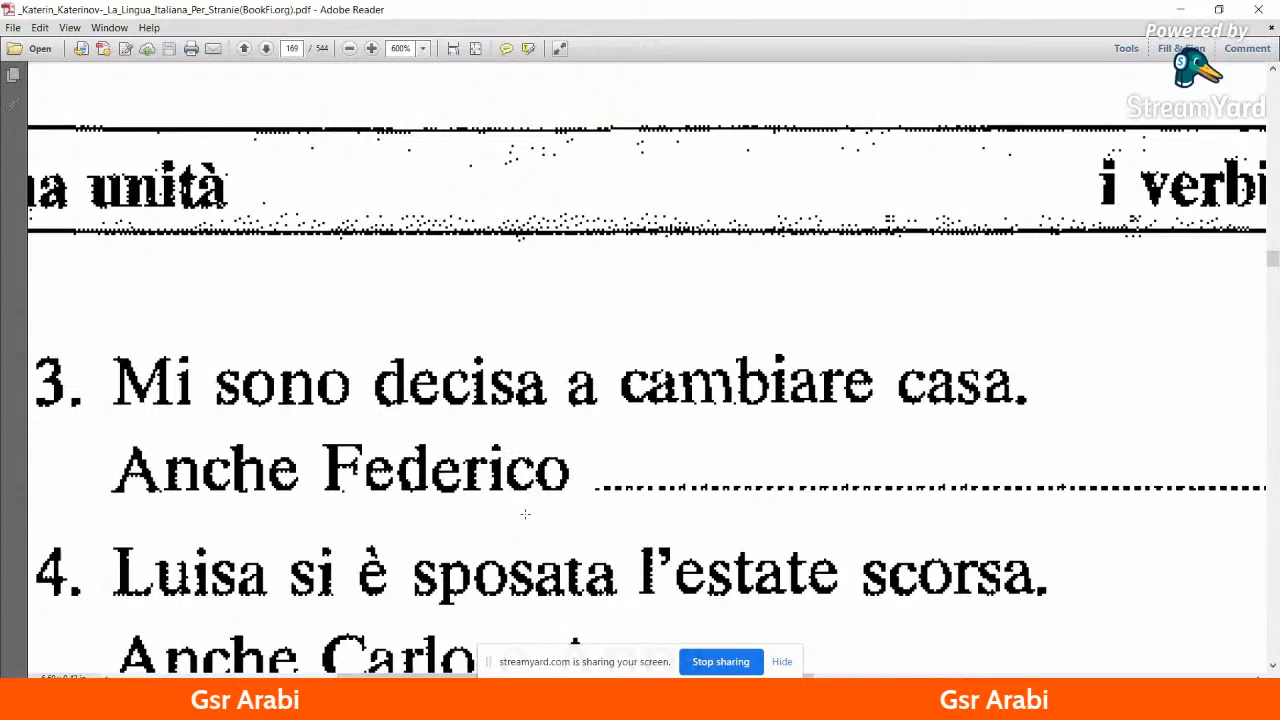 _Katerin_Katerinov-_La_Lingua_Italiana_Per_Stranie(BookFi.org).pdf - Adobe Reader
File Edit View Window Help
Open 169 / 544 600% Tools Fill & Sign Comment
Powered by
StreamYard
na unità i verbi
3. Mi sono decisa a cambiare casa.
Anche Federico
4. Luisa si è sposata l'estate scorsa.
Anche Carlo
streamyard.com is sharing your screen. Stop sharing Hide
Gsr Arabi Gsr Arabi